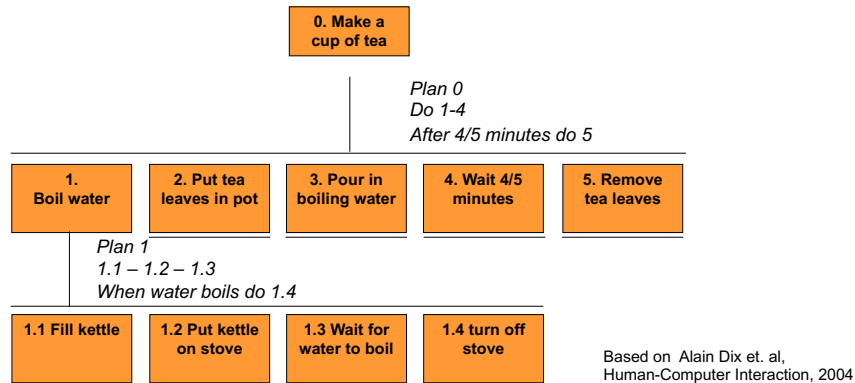 0. Make a
cup of tea
Plan 0
Do 1-4
After 4/5 minutes do 5
1.
Boil water
2. Put tea
leaves in pot
3. Pour in
boiling water
4. Wait 4/5
minutes
5. Remove
tea leaves
Plan 1
1.1 – 1.2 – 1.3
When water boils do 1.4
1.1 Fill kettle
1.2 Put kettle
on stove
1.3 Wait for
water to boil
1.4 turn off
stove
Based on  Alain Dix et. al,
Human-Computer Interaction, 2004